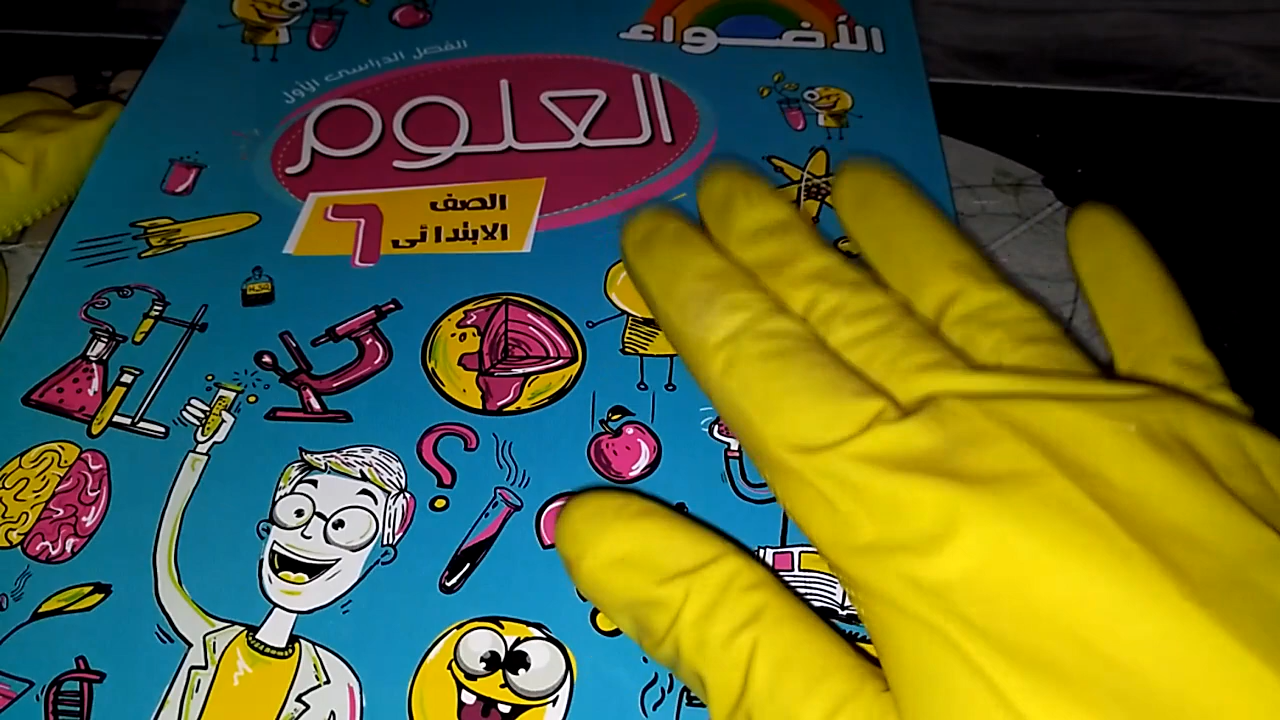 الأضواء
الفصل الدراسى الأول
العلوم
الصف
الابتدائى
٦